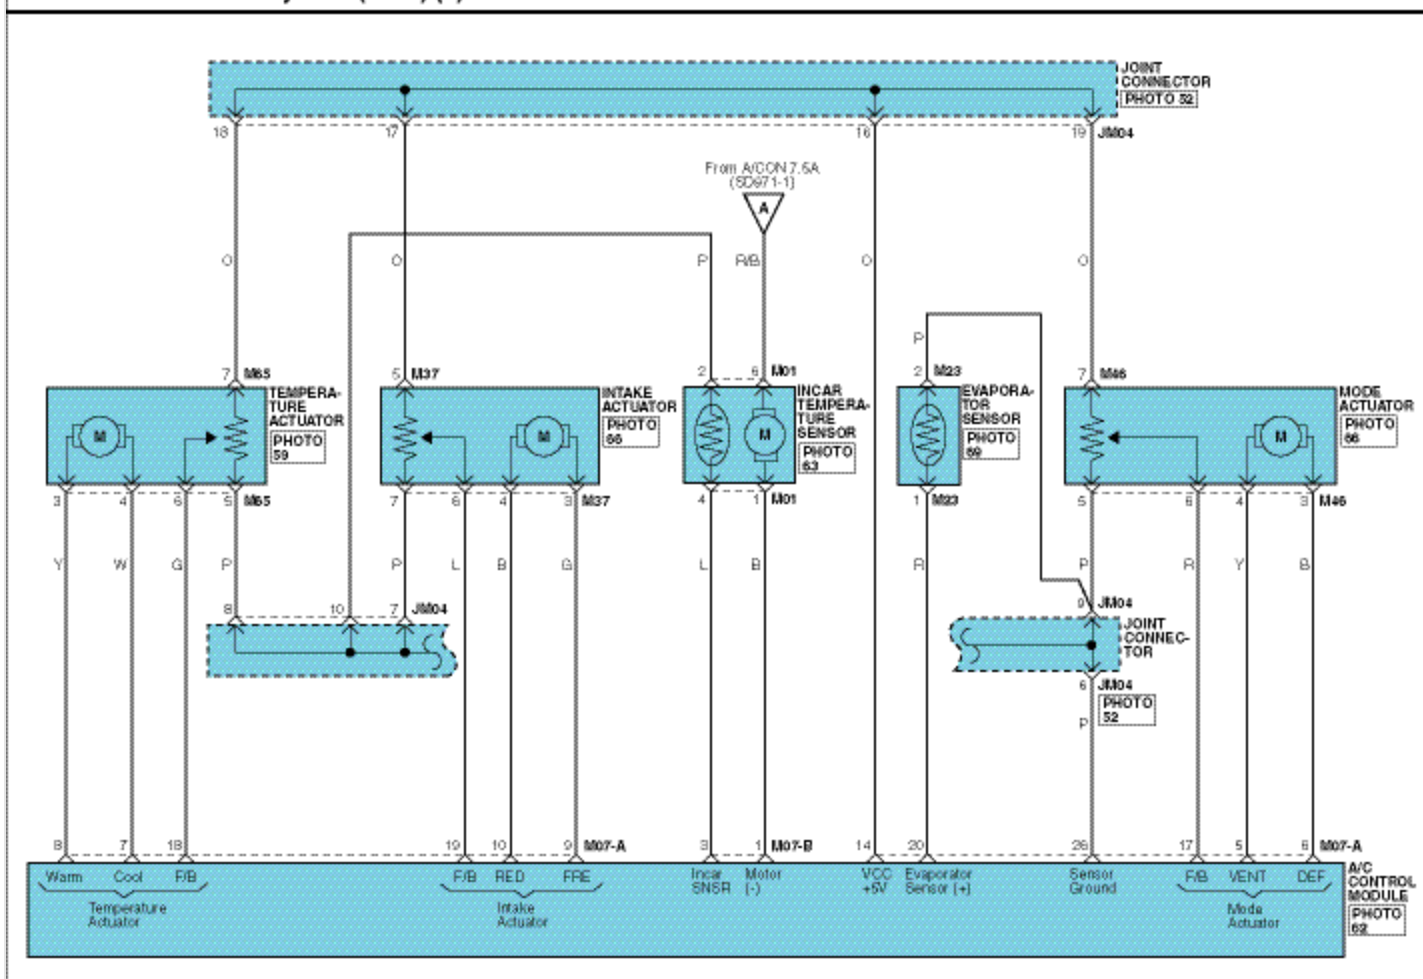 JOINT
CONNECTOR
PHOTO 52
18 17 16 19 JM04
From A/CON 7.5A
(SD971-1)
A
O O P R/B O O
P
7 M65 5 M37 2 6 M01 2 M23 7 M46
TEMPERA-
TURE
ACTUATOR
PHOTO
59
M
INTAKE
ACTUATOR
PHOTO
66
M
INCAR
TEMPERA-
TURE
SENSOR
PHOTO
63
M
EVAPORA-
TOR
SENSOR
PHOTO
69
MODE
ACTUATOR
PHOTO
66
M
3 4 6 5 M65 7 6 4 3 M37 4 1 M01 1 M23 5 6 4 3 M46
Y W G P P L B G L B R P R Y B
8 10 7 JM04 9 JM04
JOINT
CONNEC-
TOR
6 JM04
PHOTO
52
P
8 7 18 19 10 9 M07-A 3 1 M07-B 14 20 26 17 5 6 M07-A
Warm Cool F/B
Temperature
Actuator
F/B RED FRE
Intake
Actuator
Incar
SNSR
Motor
(-)
VCC
+5V
Evaporator
Sensor (+)
Sensor
Ground
F/B VENT DEF
Mode
Actuator
A/C
CONTROL
MODULE
PHOTO
62